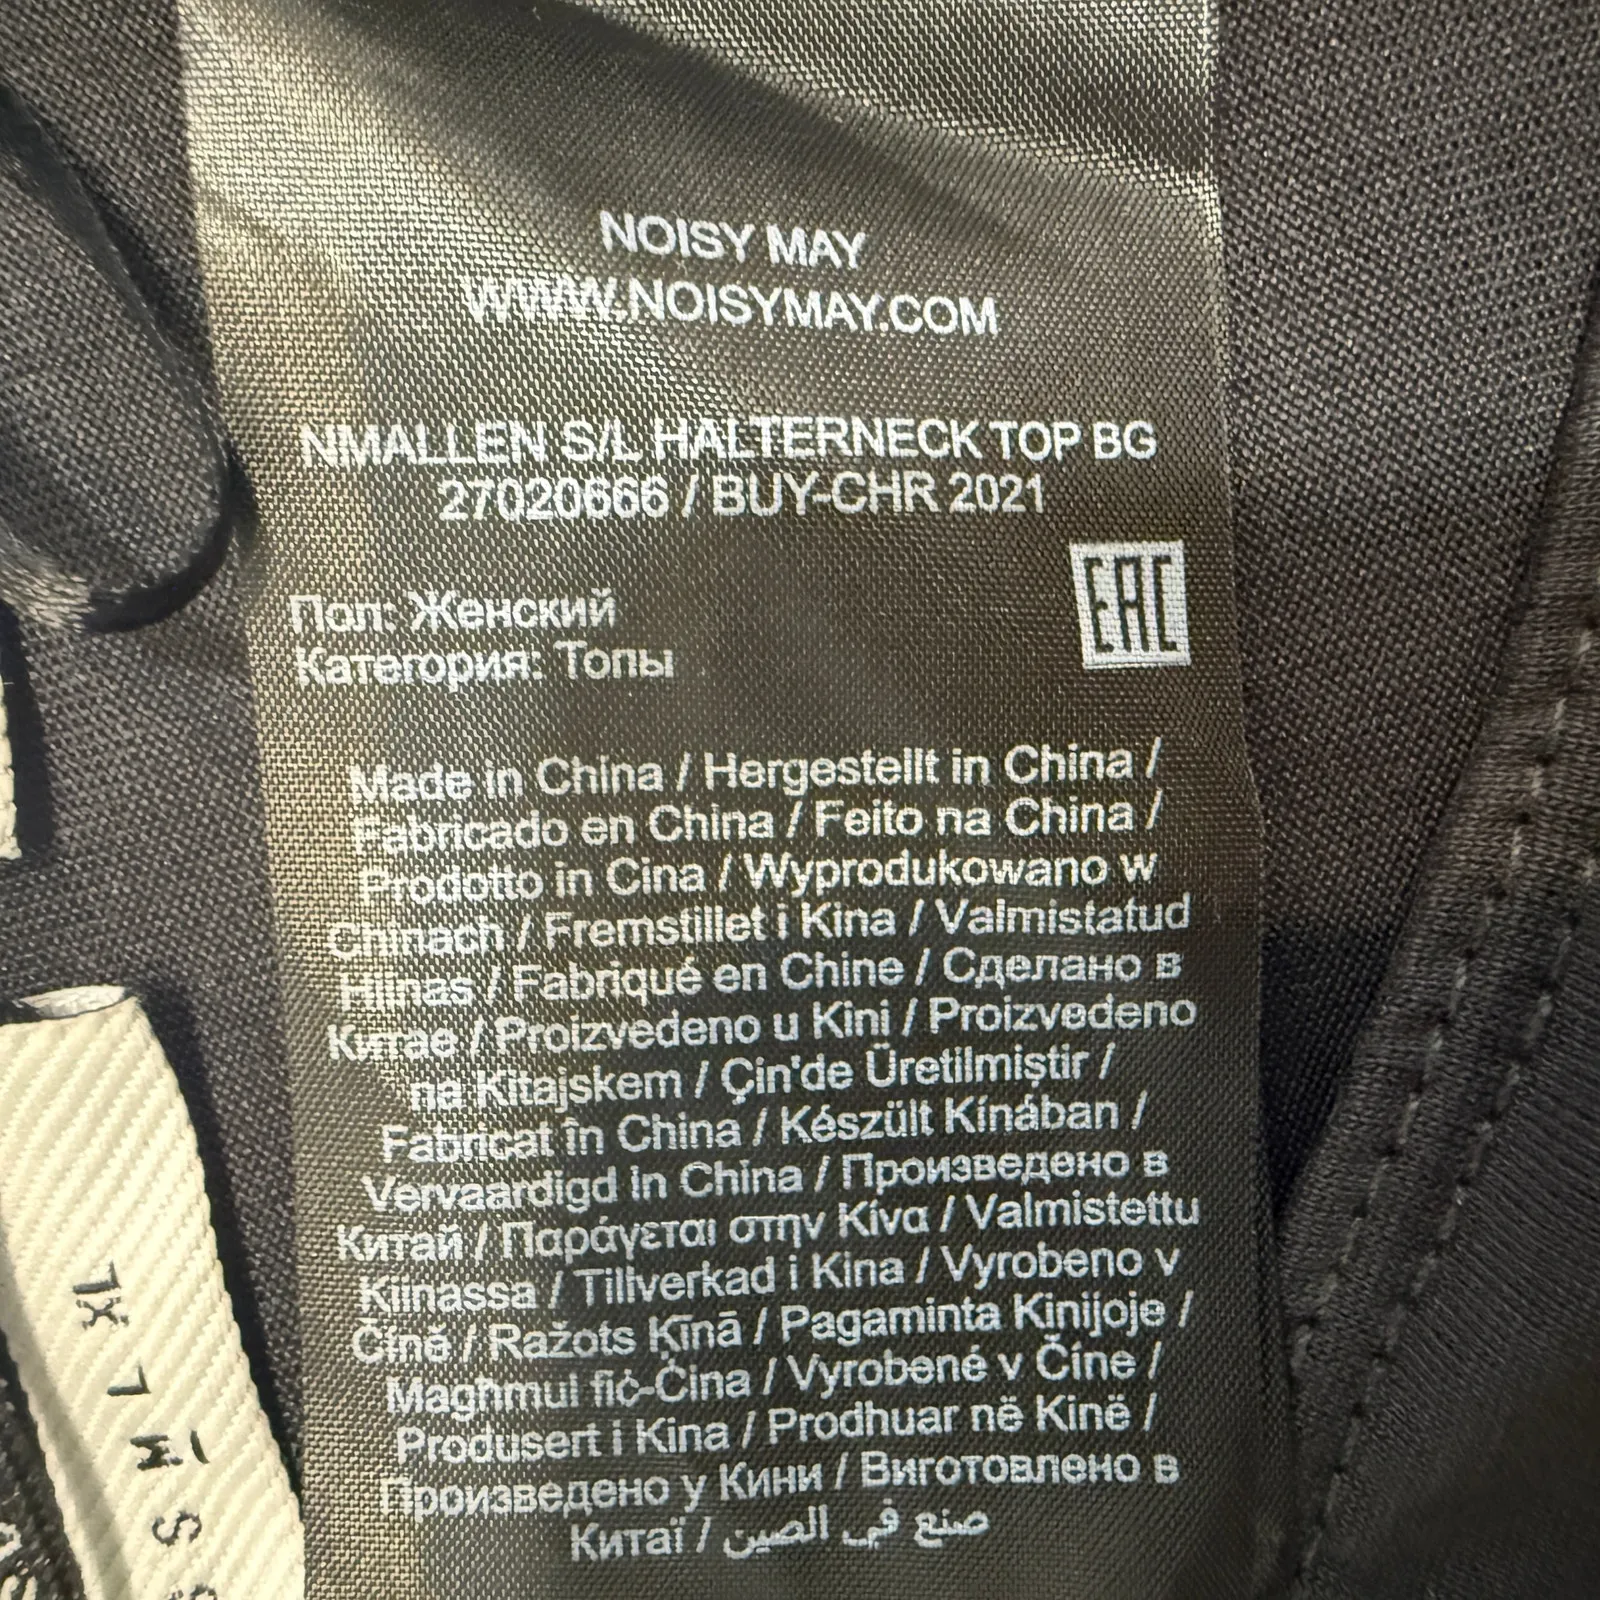 NOISY MAY
WWW.NOISYMAY.COM
NMALLEN S/L HALTERNECK TOP BG
27020666 / BUY-CHR 2021
EAC
Пол: Женский
Категория: Топы
Made in China / Hergestellt in China /
Fabricado en China / Feito na China /
Prodotto in Cina / Wyprodukowano w
Chinach / Fremstillet i Kina / Valmistatud
Hiinas / Fabriqué en Chine / Сделано в
Китае / Proizvedeno u Kini / Proizvedeno
na Kitajskem / Çin'de Üretilmiştir /
Fabricat în China / Készült Kínában /
Vervaardigd in China / Произведено в
Китай / Παράγεται στην Κίνα / Valmistettu
Kiinassa / Tillverkad i Kina / Vyrobeno v
Číně / Ražots Ķīnā / Pagaminta Kinijoje /
Magħmul fiċ-Ċina / Vyrobené v Číne /
Produsert i Kina / Prodhuar në Kinë /
Произведено у Кини / Виготовлено в
Китаї / صنع في الصين
XL
L
M
S